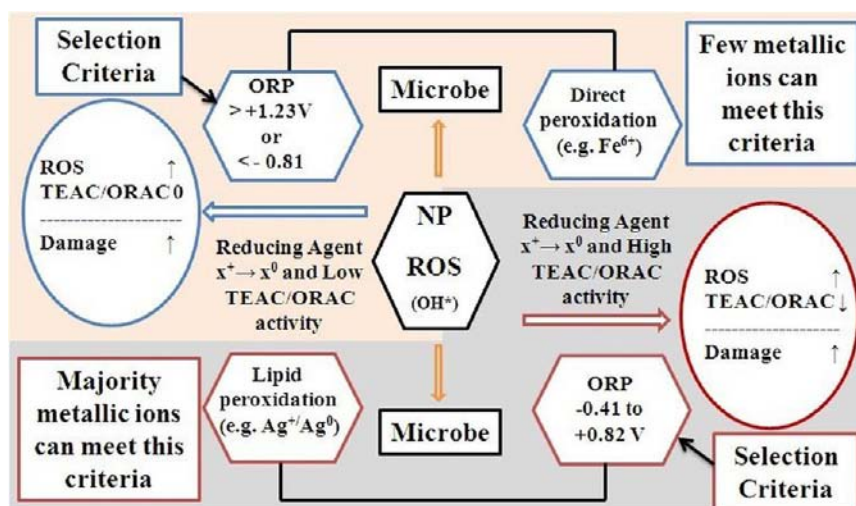 Selection
Criteria
ORP
>+1.23V
or
< - 0.81
Microbe
Direct
peroxidation
(e.g. Fe⁶⁺)
Few metallic
ions can
meet this
criteria
ROS ↑
TEAC/ORAC 0
--------------------
Damage ↑
Reducing Agent
x⁺→ x⁰ and Low
TEAC/ORAC
activity
NP
ROS
(OH*)
Reducing Agent
x⁺→ x⁰ and High
TEAC/ORAC
activity
ROS ↑
TEAC/ORAC↓
--------------------
Damage ↑
Majority
metallic ions
can meet this
criteria
Lipid
peroxidation
(e.g. Ag⁺/Ag⁰)
Microbe
ORP
-0.41 to
+0.82 V
Selection
Criteria